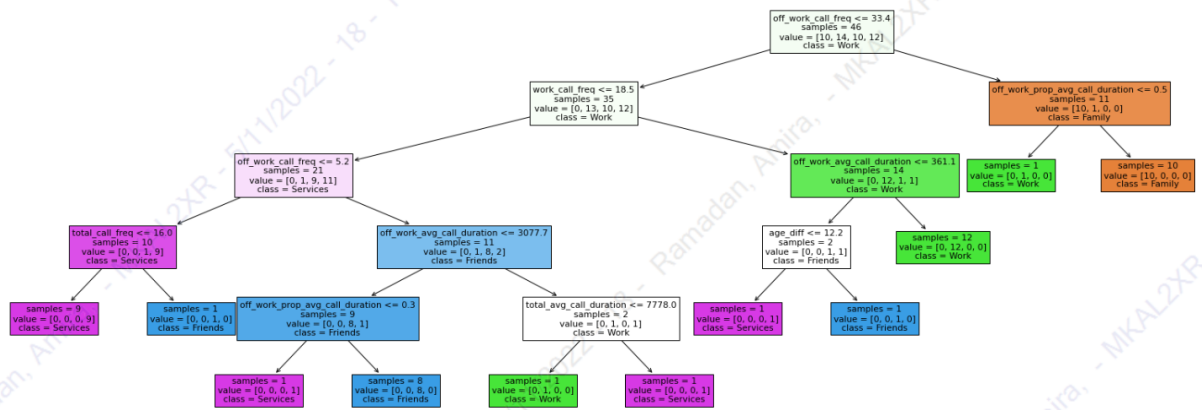 off_work_call_freq <= 33.4
samples = 46
value = [10, 14, 10, 12]
class = Work
work_call_freq <= 18.5
samples = 35
value = [0, 13, 10, 12]
class = Work
off_work_prop_avg_call_duration <= 0.5
samples = 11
value = [10, 1, 0, 0]
class = Family
off_work_call_freq <= 5.2
samples = 21
value = [0, 1, 9, 11]
class = Services
off_work_avg_call_duration <= 361.1
samples = 14
value = [0, 12, 1, 1]
class = Work
samples = 1
value = [0, 1, 0, 0]
class = Work
samples = 10
value = [10, 0, 0, 0]
class = Family
total_call_freq <= 16.0
samples = 10
value = [0, 0, 1, 9]
class = Services
off_work_avg_call_duration <= 3077.7
samples = 11
value = [0, 1, 8, 2]
class = Friends
age_diff <= 12.2
samples = 2
value = [0, 0, 1, 1]
class = Friends
samples = 12
value = [0, 12, 0, 0]
class = Work
samples = 9
value = [0, 0, 0, 9]
class = Services
samples = 1
value = [0, 0, 1, 0]
class = Friends
off_work_prop_avg_call_duration <= 0.3
samples = 9
value = [0, 0, 8, 1]
class = Friends
total_avg_call_duration <= 7778.0
samples = 2
value = [0, 1, 0, 1]
class = Work
samples = 1
value = [0, 0, 0, 1]
class = Services
samples = 1
value = [0, 0, 1, 0]
class = Friends
samples = 1
value = [0, 0, 0, 1]
class = Services
samples = 8
value = [0, 0, 8, 0]
class = Friends
samples = 1
value = [0, 1, 0, 0]
class = Work
samples = 1
value = [0, 0, 0, 1]
class = Services
5/11/2022 - 18
Ramadan, Amira, - MKAL2XR
- MKAL2XR